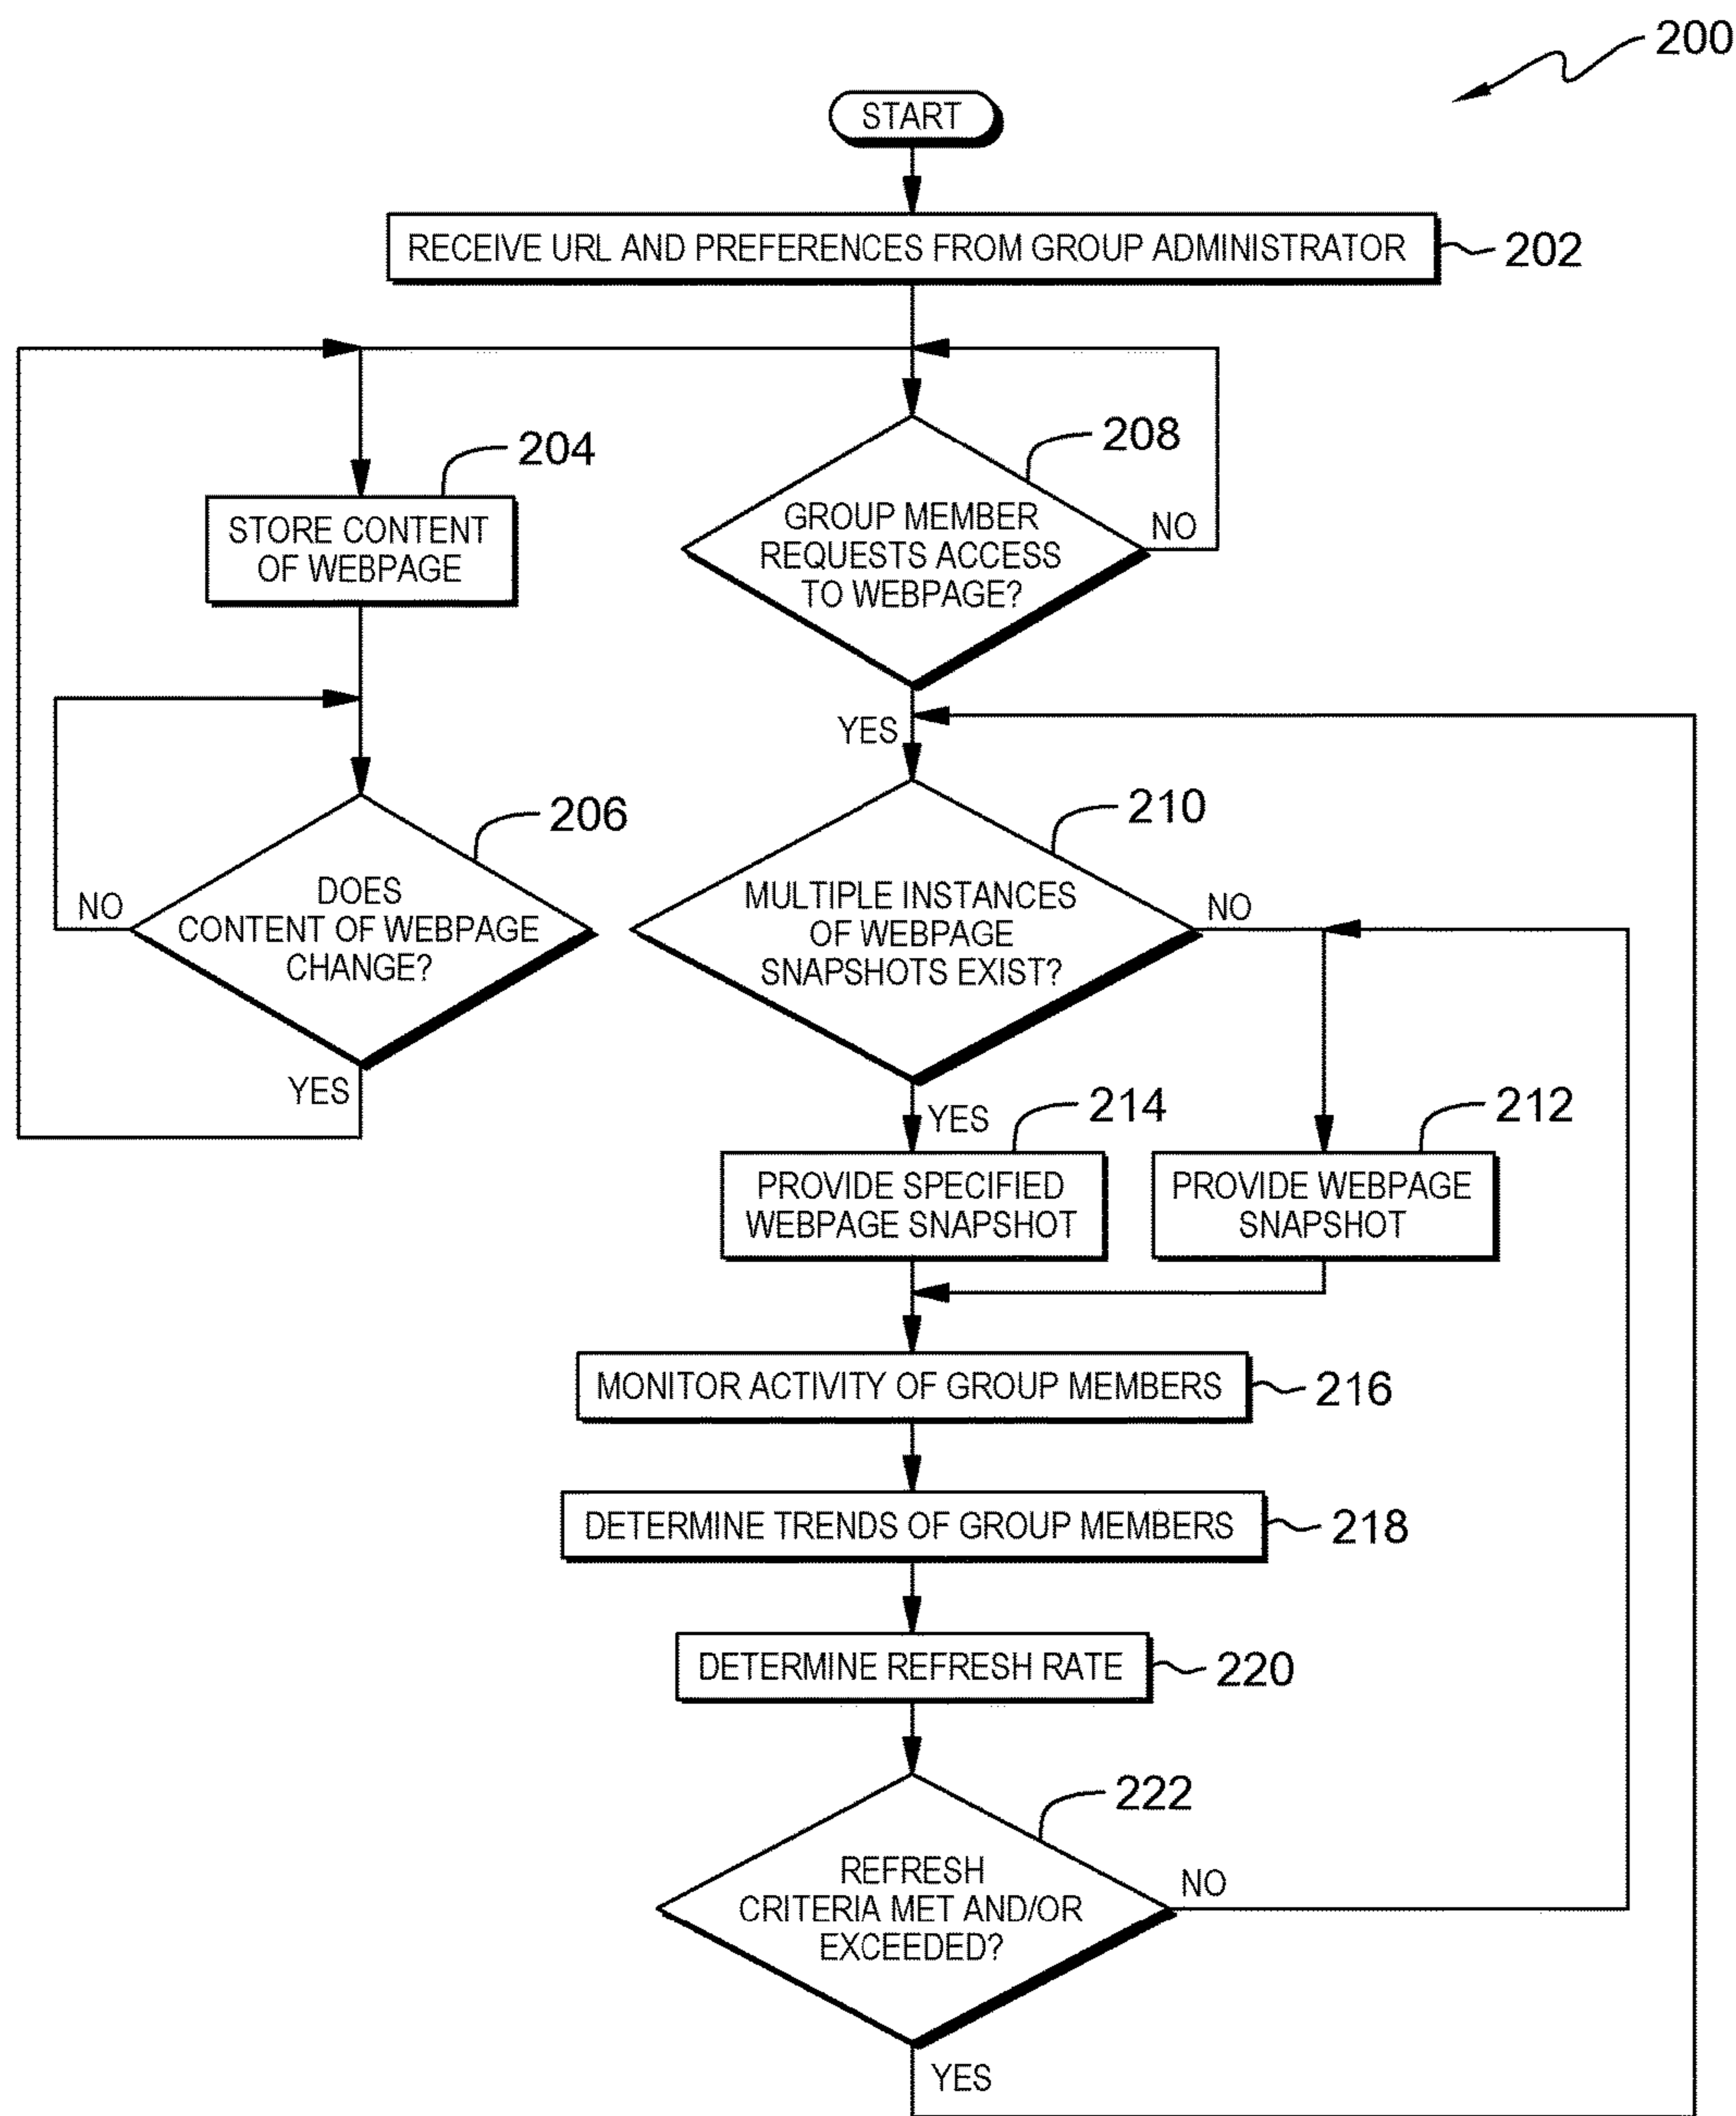 200
START
RECEIVE URL AND PREFERENCES FROM GROUP ADMINISTRATOR
202
204
STORE CONTENT
OF WEBPAGE
208
GROUP MEMBER
REQUESTS ACCESS
TO WEBPAGE?
NO
YES
206
DOES
CONTENT OF WEBPAGE
CHANGE?
NO
YES
210
MULTIPLE INSTANCES
OF WEBPAGE
SNAPSHOTS EXIST?
NO
YES
214
PROVIDE SPECIFIED
WEBPAGE SNAPSHOT
212
PROVIDE WEBPAGE
SNAPSHOT
MONITOR ACTIVITY OF GROUP MEMBERS
216
DETERMINE TRENDS OF GROUP MEMBERS
218
DETERMINE REFRESH RATE
220
222
REFRESH
CRITERIA MET AND/OR
EXCEEDED?
NO
YES